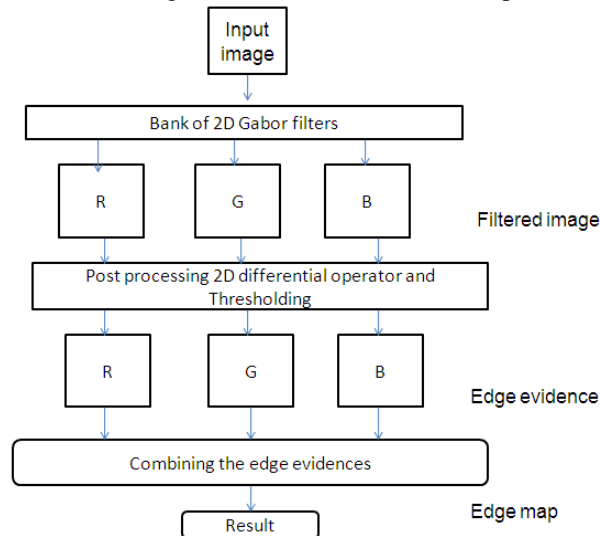 Input
image
Bank of 2D Gabor filters
R G B
Filtered image
Post processing 2D differential operator and
Thresholding
R G B
Edge evidence
Combining the edge evidences
Edge map
Result